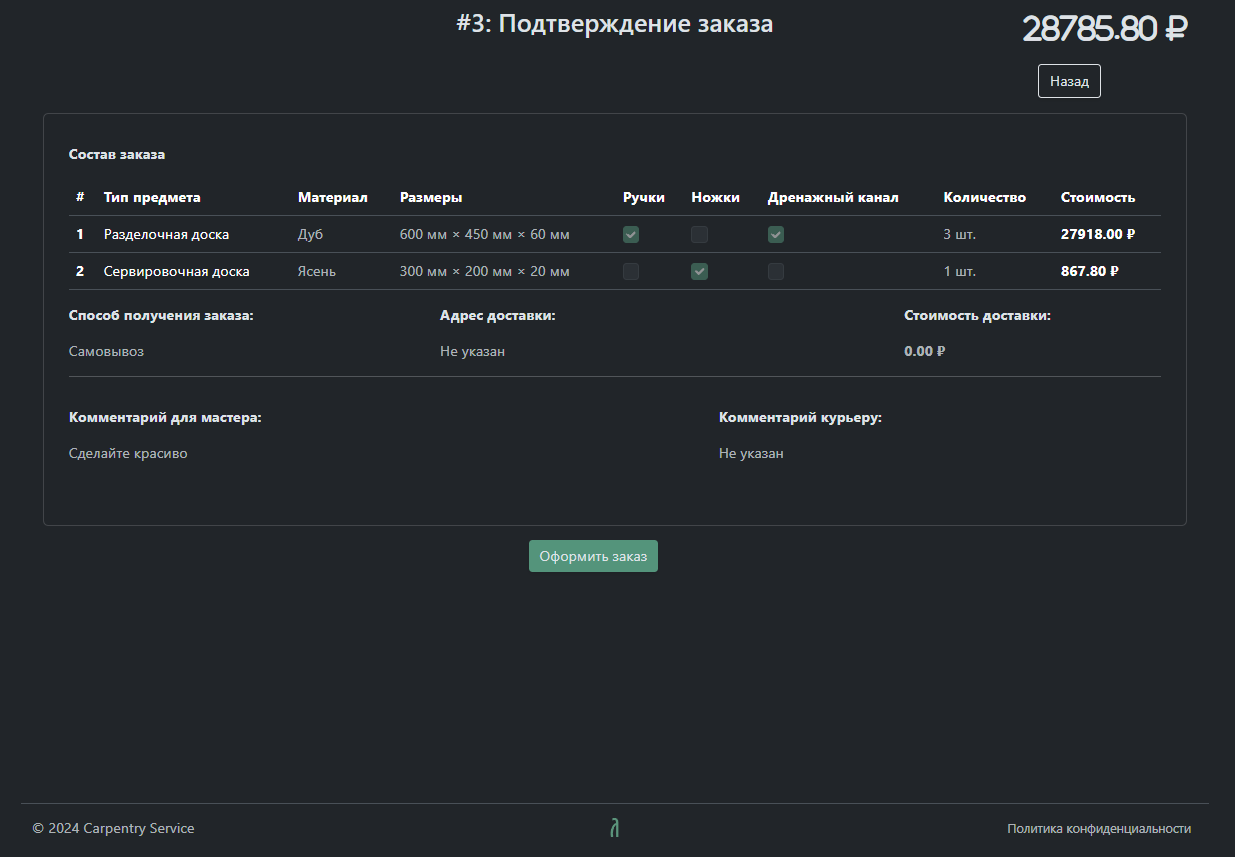 #3: Подтверждение заказа
28785.80 ₽
Назад
Состав заказа
# Тип предмета Материал Размеры Ручки Ножки Дренажный канал Количество Стоимость
1 Разделочная доска Дуб 600 мм × 450 мм × 60 мм 3 шт. 27918.00 ₽
2 Сервировочная доска Ясень 300 мм × 200 мм × 20 мм 1 шт. 867.80 ₽
Способ получения заказа: Адрес доставки: Стоимость доставки:
Самовывоз Не указан 0.00 ₽
Комментарий для мастера: Комментарий курьеру:
Сделайте красиво Не указан
Оформить заказ
© 2024 Carpentry Service Политика конфиденциальности